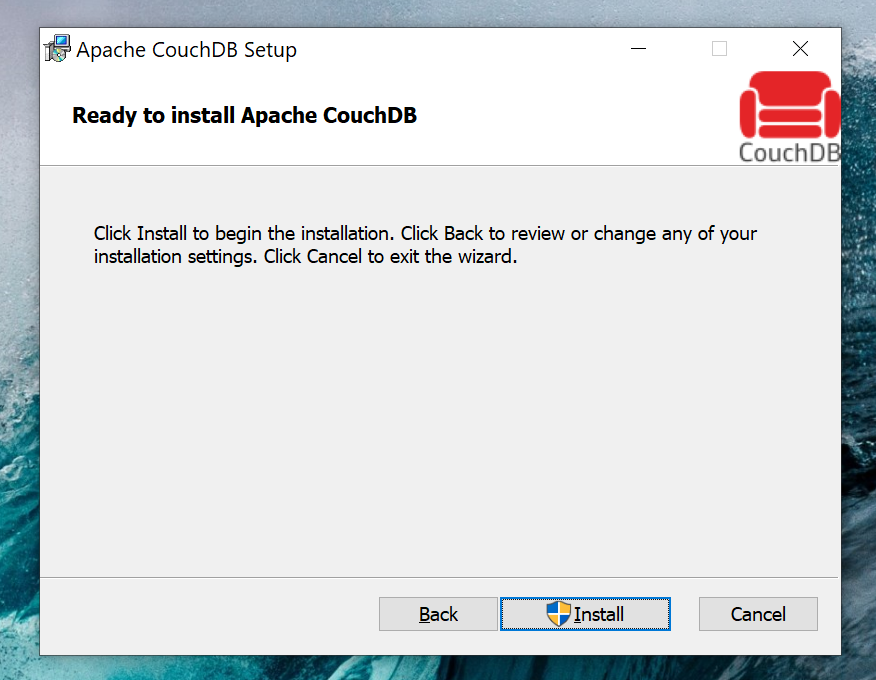 Apache CouchDB Setup
Ready to install Apache CouchDB
CouchDB
Click Install to begin the installation. Click Back to review or change any of your
installation settings. Click Cancel to exit the wizard.
Back Install Cancel